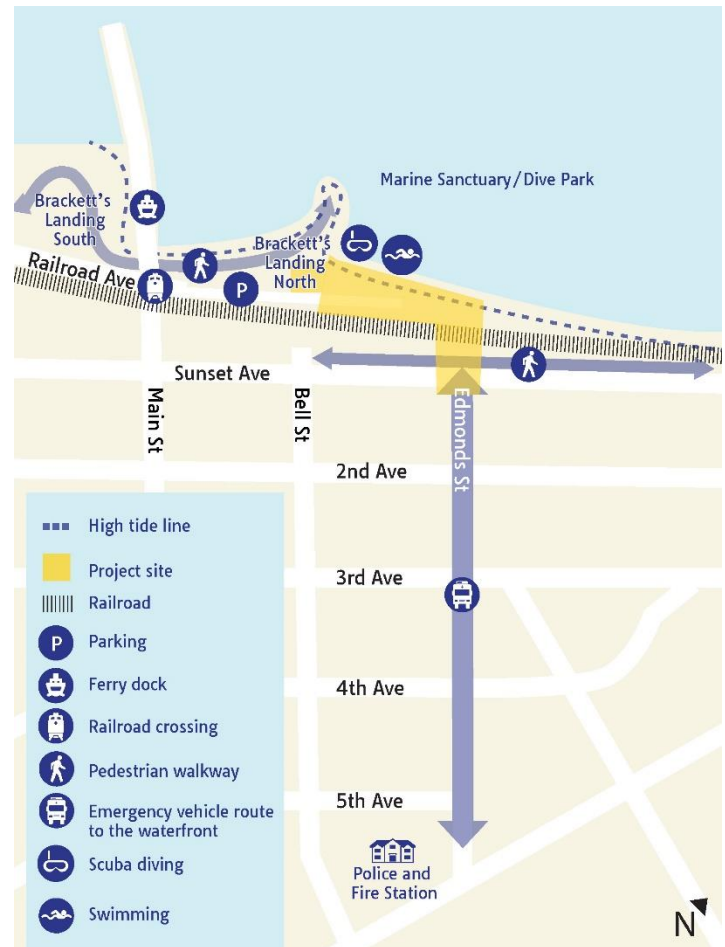 Marine Sanctuary/Dive Park
Brackett's
Landing
South
Brackett's
Landing
North
Railroad Ave
P
Sunset Ave
Main St
Bell St
Edmonds St
2nd Ave
3rd Ave
4th Ave
5th Ave
Police and
Fire Station
N
High tide line
Project site
Railroad
P Parking
Ferry dock
Railroad crossing
Pedestrian walkway
Emergency vehicle route
to the waterfront
Scuba diving
Swimming